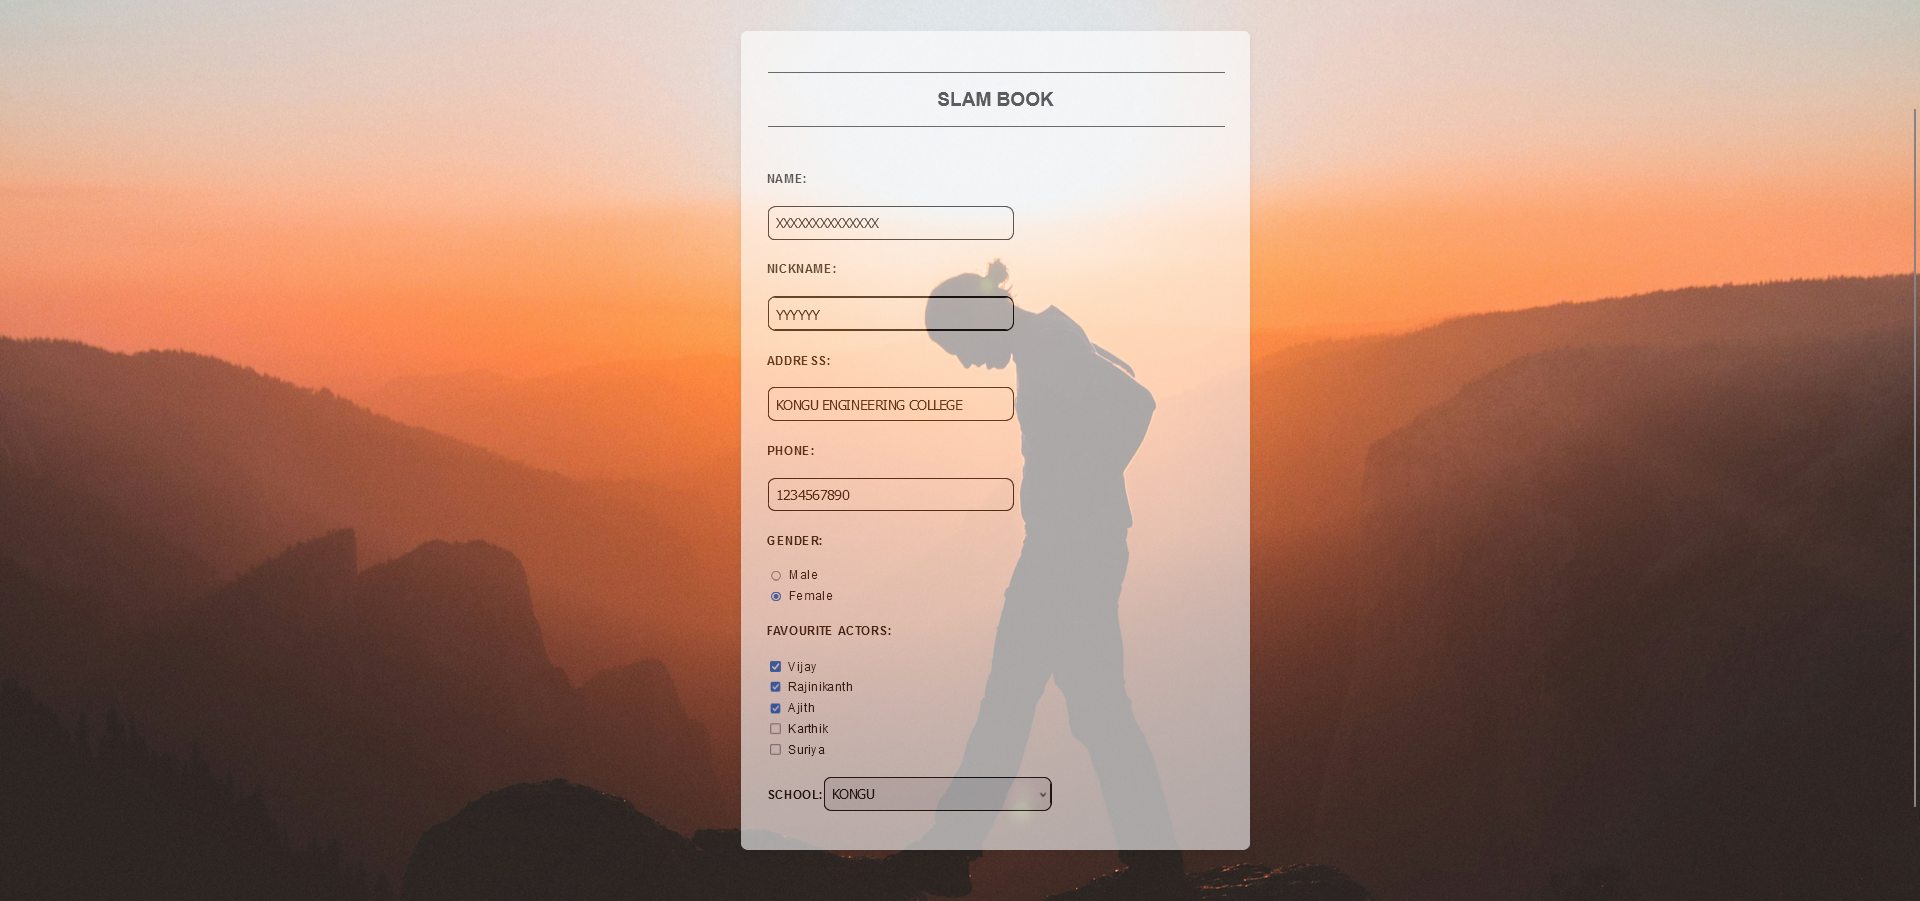 SLAM BOOK
NAME:
XXXXXXXXXXXXXX
NICKNAME:
YYYYYY
ADDRESS:
KONGU ENGINEERING COLLEGE
PHONE:
1234567890
GENDER:
Male
Female
FAVOURITE ACTORS:
Vijay
Rajinikanth
Ajith
Karthik
Suriya
SCHOOL: KONGU